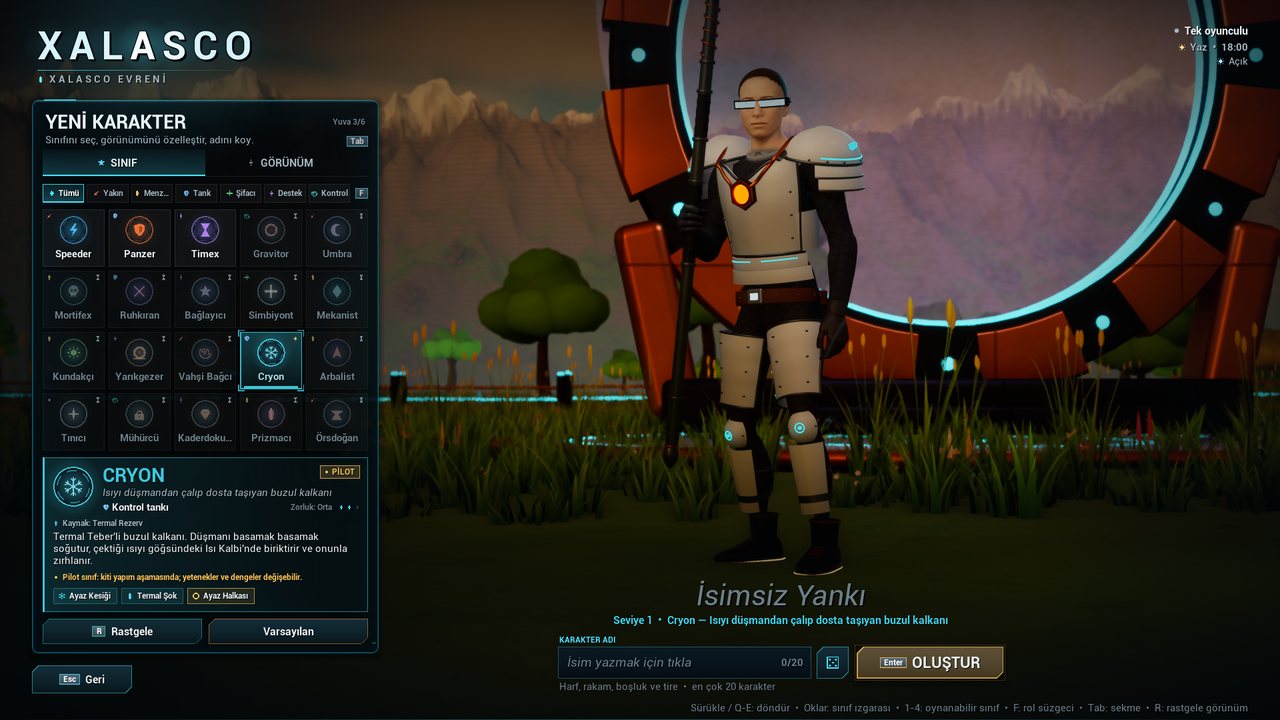 XALASCO
XALASCO EVRENİ
Tek oyunculu
Yaz • 18:00
Açık
YENİ KARAKTER
Yuva 3/6
Sınıfını seç, görünümünü özelleştir, adını koy.
Tab
SINIF
GÖRÜNÜM
Tümü
Yakın
Menz...
Tank
Şifacı
Destek
Kontrol
F
Speeder
Panzer
Timex
Gravitor
Umbra
Mortifex
Ruhkıran
Bağlayıcı
Simbiyont
Mekanist
Kundakçı
Yarıkgezer
Vahşi Bağcı
Cryon
Arbalist
Tınıcı
Mühürcü
Kaderdoku...
Prizmacı
Örsdoğan
CRYON
• PİLOT
Isıyı düşmandan çalıp dosta taşıyan buzul kalkanı
Kontrol tankı
Zorluk: Orta
Kaynak: Termal Rezerv
Termal Teber'li buzul kalkanı. Düşmanı basamak basamak
soğutur, çektiği ısıyı göğsündeki Isı Kalbi'nde biriktirir ve onunla
zırhlanır.
• Pilot sınıf: kiti yapım aşamasında; yetenekler ve dengeler değişebilir.
Ayaz Kesiği
Termal Şok
Ayaz Halkası
R Rastgele
Varsayılan
Esc Geri
İsimsiz Yankı
Seviye 1 • Cryon — Isıyı düşmandan çalıp dosta taşıyan buzul kalkanı
KARAKTER ADI
İsim yazmak için tıkla
0/20
Enter OLUŞTUR
Harf, rakam, boşluk ve tire • en çok 20 karakter
Sürükle / Q-E: döndür • Oklar: sınıf ızgarası • 1-4: oynanabilir sınıf • F: rol süzgeci • Tab: sekme • R: rastgele görünüm